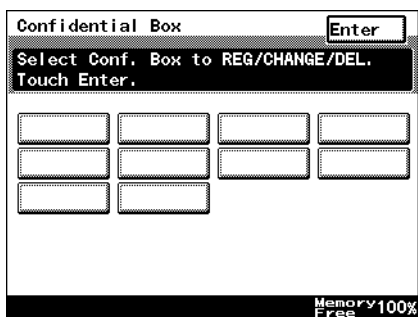 Confidential Box
Enter
Select Conf. Box to REG/CHANGE/DEL.
Touch Enter.
Memory
Free 100%